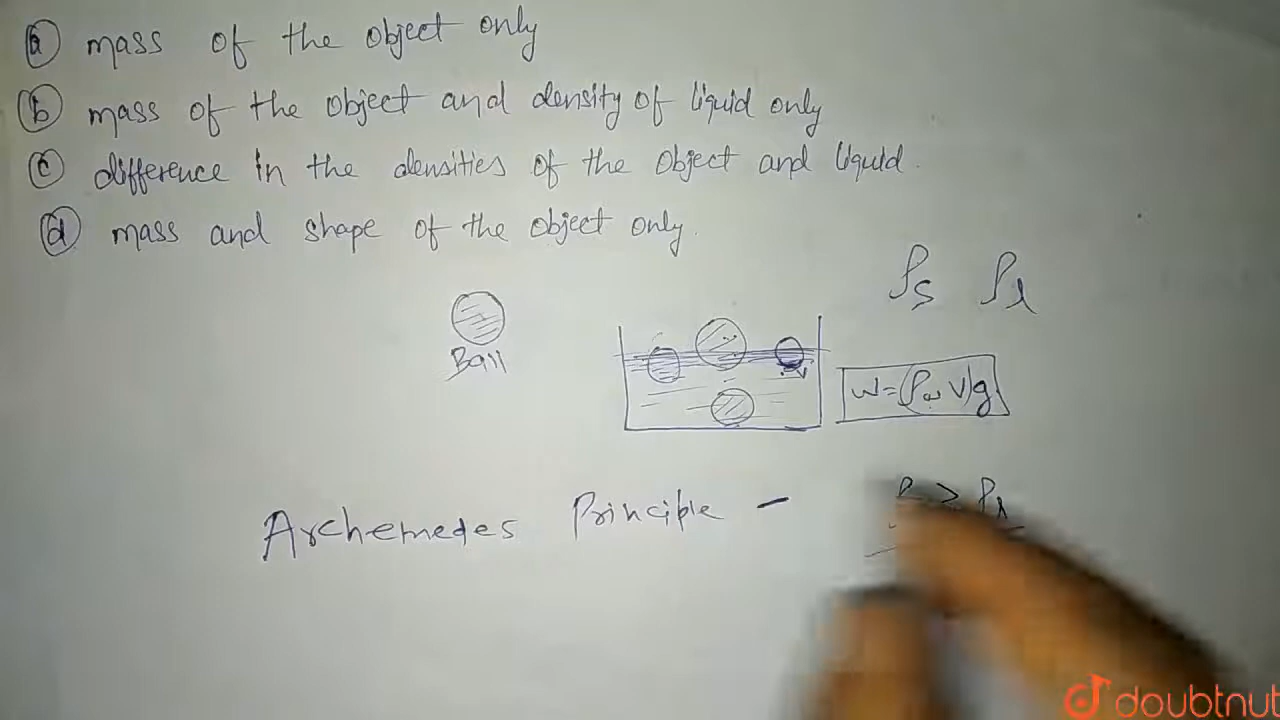 (a) mass of the object only
(b) mass of the object and density of liquid only
(c) difference in the densities of the object and liquid.
(d) mass and shape of the object only.
ρs ρl
Ball
v
w=(ρw V)g
Archemedes Principle -
> ρl
doubtnut